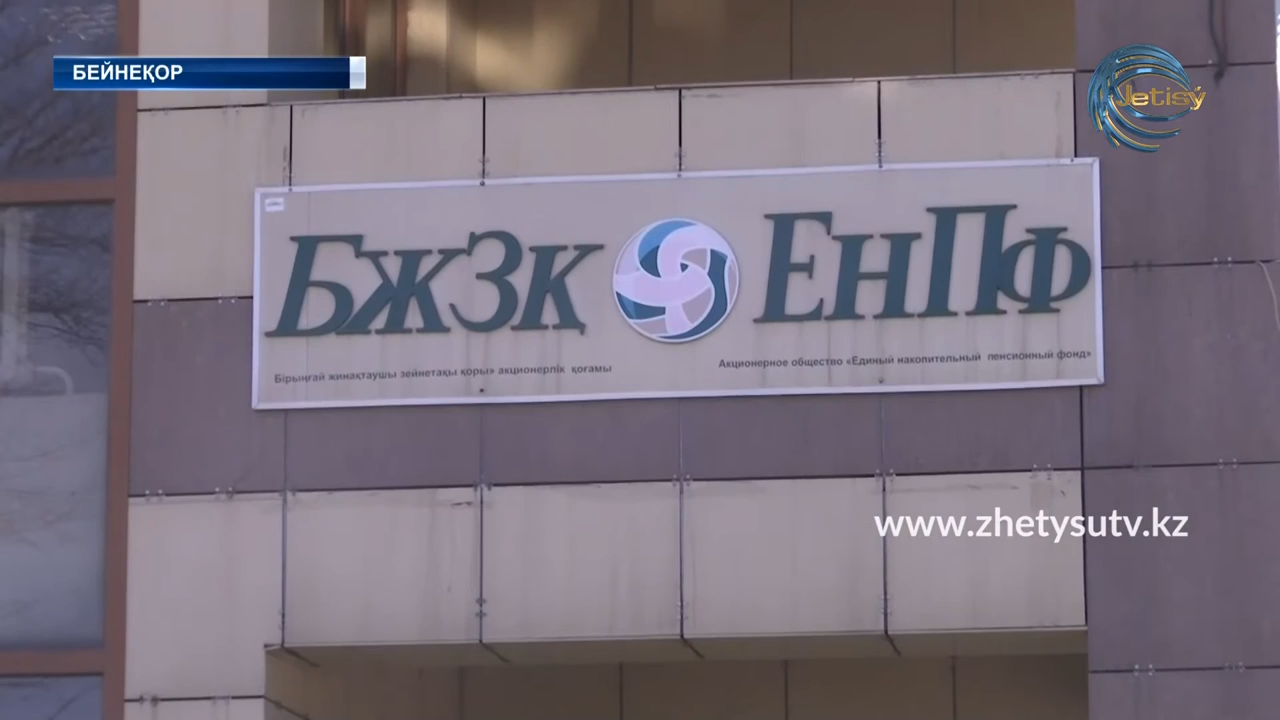 БЕЙНЕҚОР
Jetisý
БЖЗҚ ЕНПФ
Бірыңғай жинақтаушы зейнетақы қоры» акционерлік қоғамы
Акционерное общество «Единый накопительный пенсионный фонд»
www.zhetysutv.kz